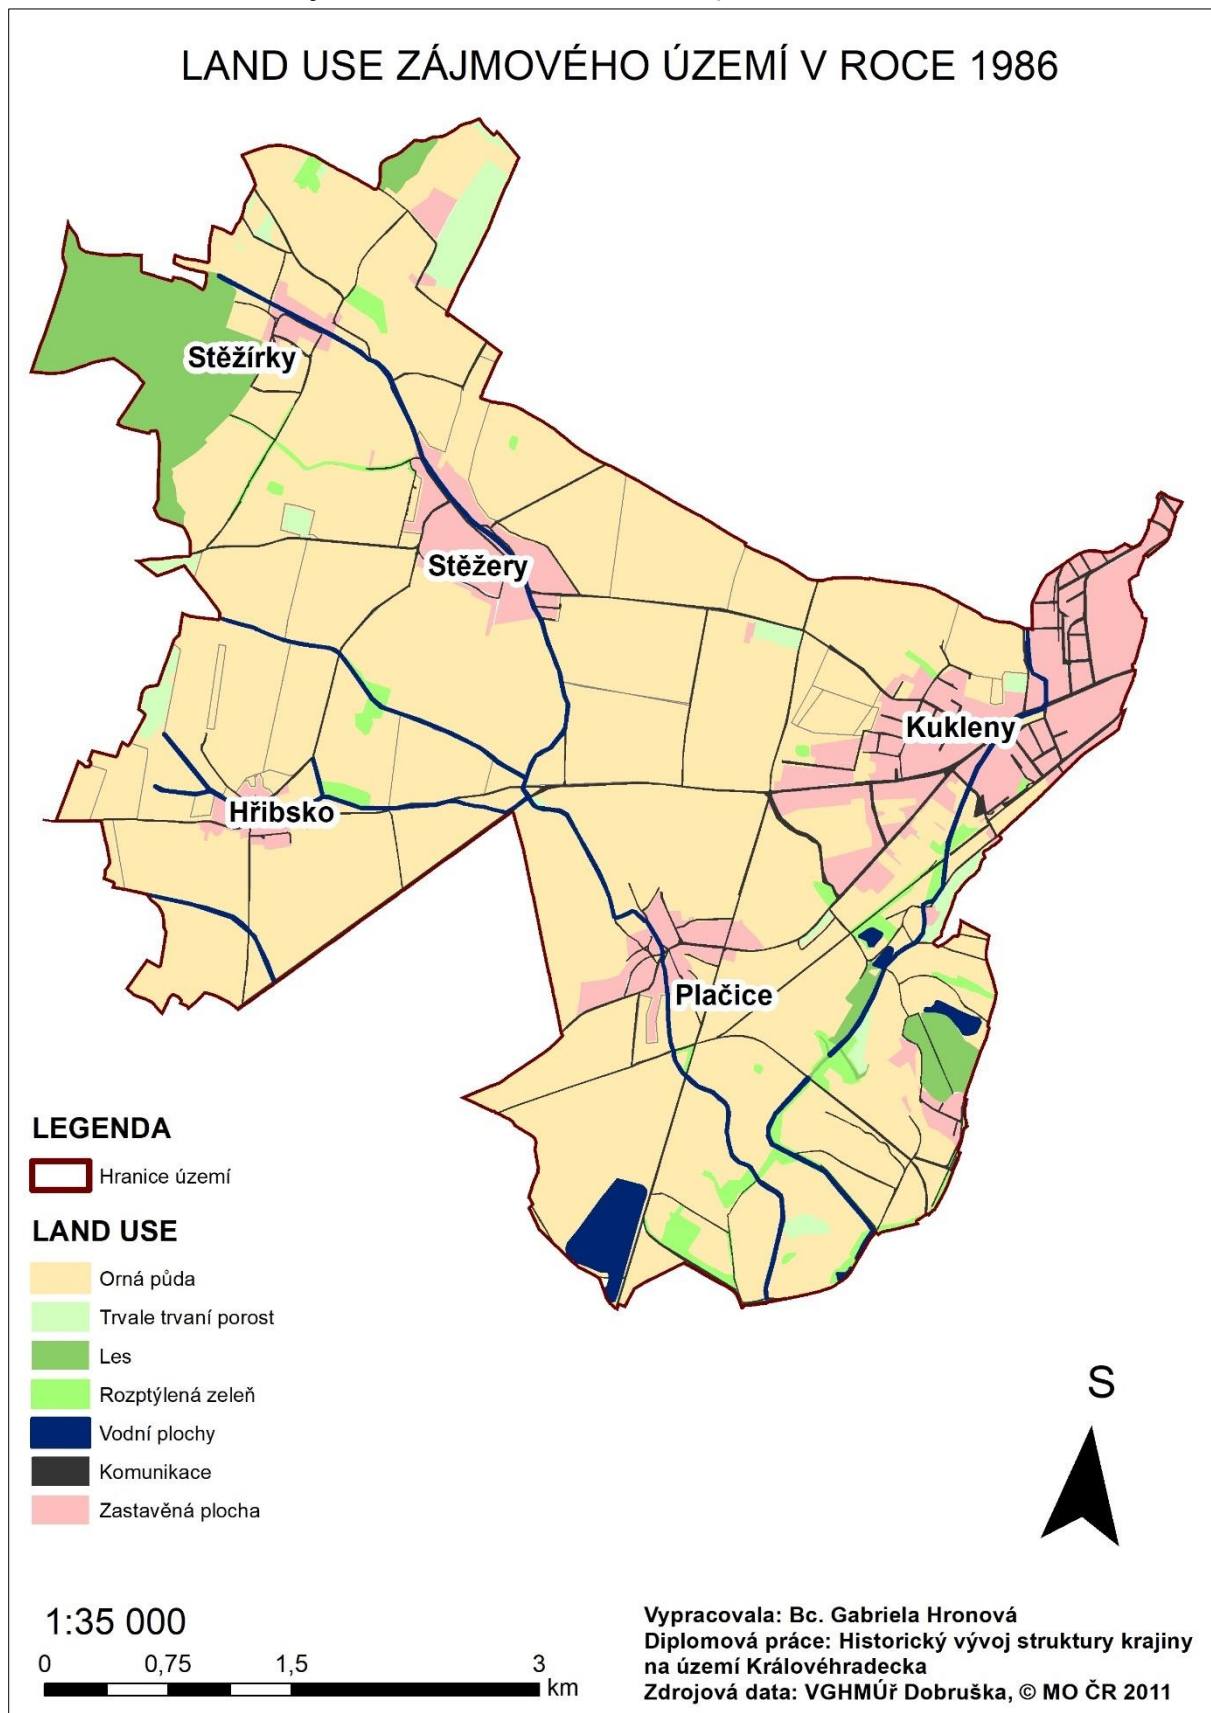 LAND USE ZÁJMOVÉHO ÚZEMÍ V ROCE 1986
Stěžírky
Stěžery
Kukleny
Hřibsko
Plačice
LEGENDA
Hranice území
LAND USE
Orná půda
Trvale trvaní porost
Les
Rozptýlená zeleň
Vodní plochy
Komunikace
Zastavěná plocha
S
1:35 000
0 0,75 1,5 3
km
Vypracovala: Bc. Gabriela Hronová
Diplomová práce: Historický vývoj struktury krajiny
na území Královéhradecka
Zdrojová data: VGHMÚř Dobruška, © MO ČR 2011